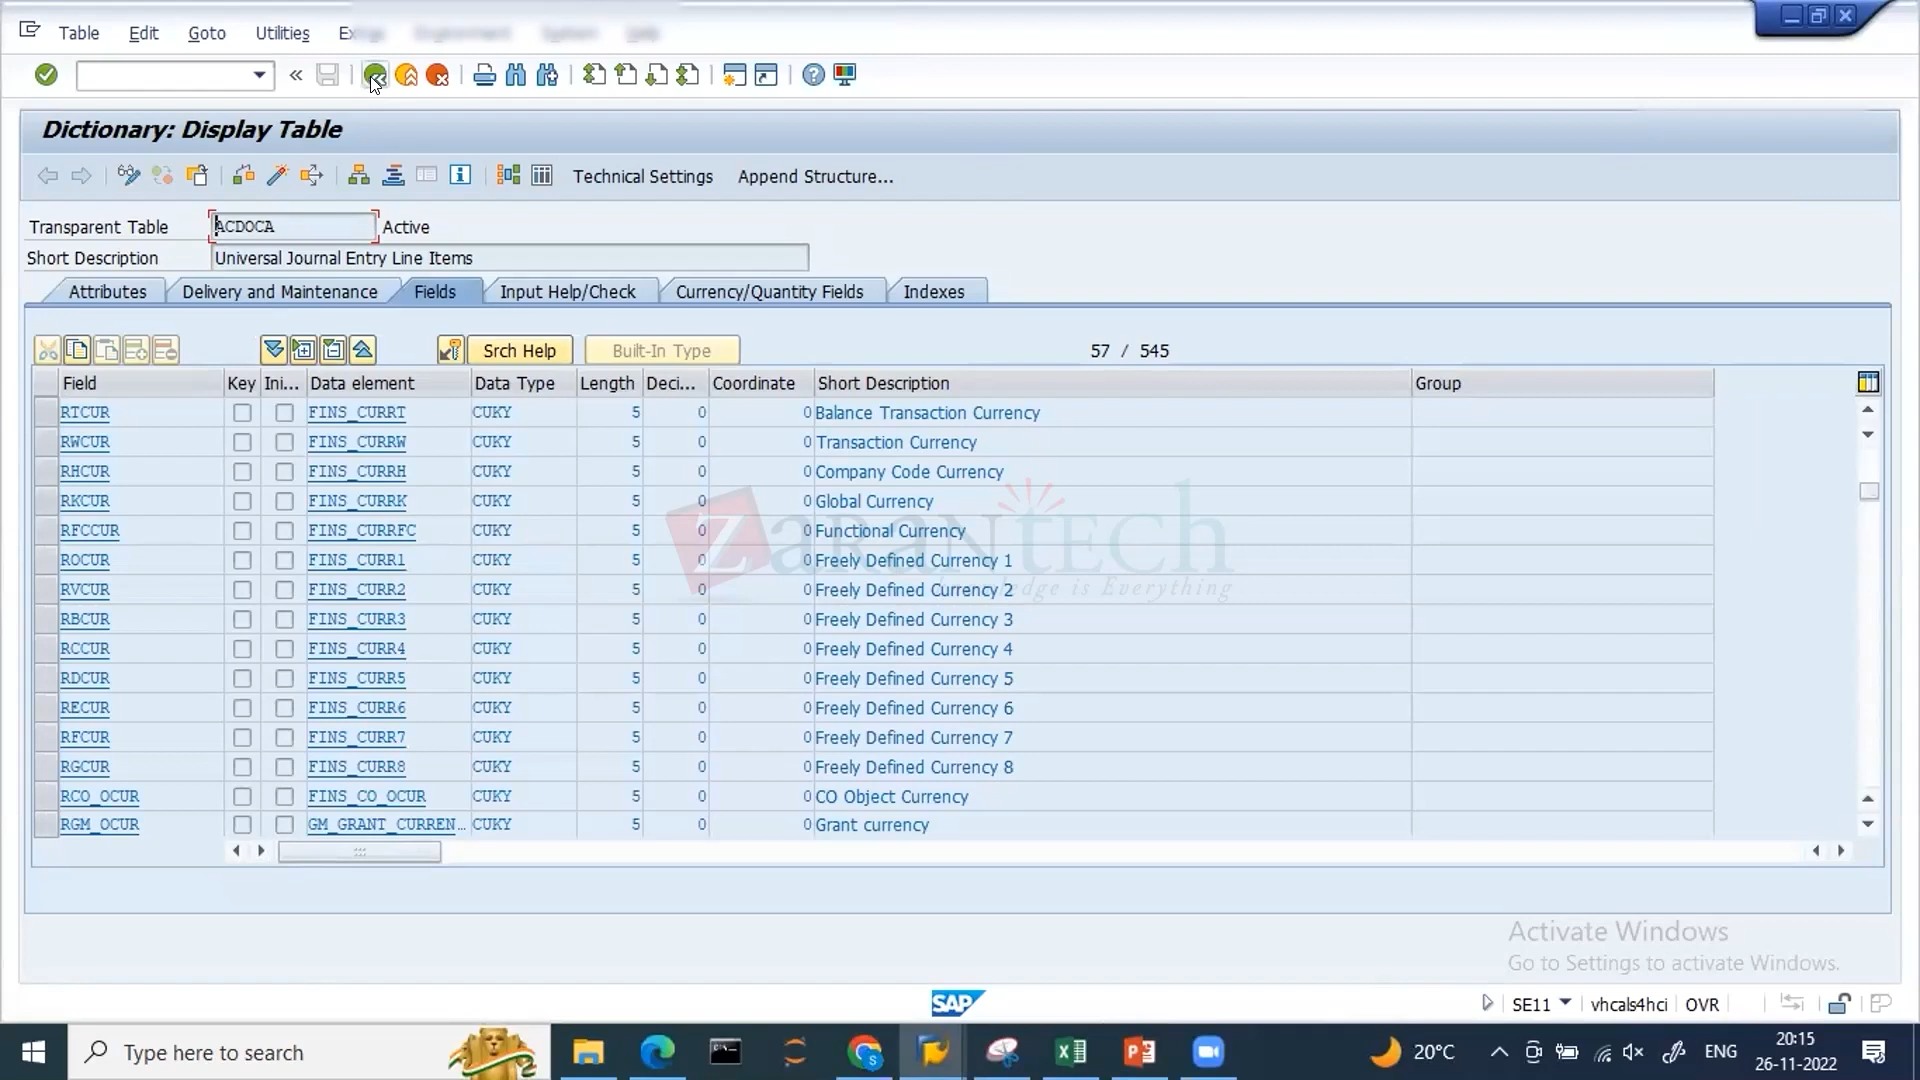 Table Edit Goto Utilities
Dictionary: Display Table
Technical Settings Append Structure...
Transparent Table ACDOCA Active
Short Description Universal Journal Entry Line Items
Attributes Delivery and Maintenance Fields Input Help/Check Currency/Quantity Fields Indexes
Srch Help Built-In Type 57 / 545
Field Key Ini... Data element Data Type Length Deci... Coordinate Short Description Group
RTCUR FINS_CURRT CUKY 5 0 0 Balance Transaction Currency
RWCUR FINS_CURRW CUKY 5 0 0 Transaction Currency
RHCUR FINS_CURRH CUKY 5 0 0 Company Code Currency
RKCUR FINS_CURRK CUKY 5 0 0 Global Currency
RFCCUR FINS_CURRFC CUKY 5 0 0 Functional Currency
ROCUR FINS_CURR1 CUKY 5 0 0 Freely Defined Currency 1
RVCUR FINS_CURR2 CUKY 5 0 0 Freely Defined Currency 2
RBCUR FINS_CURR3 CUKY 5 0 0 Freely Defined Currency 3
RCCUR FINS_CURR4 CUKY 5 0 0 Freely Defined Currency 4
RDCUR FINS_CURR5 CUKY 5 0 0 Freely Defined Currency 5
RECUR FINS_CURR6 CUKY 5 0 0 Freely Defined Currency 6
RFCUR FINS_CURR7 CUKY 5 0 0 Freely Defined Currency 7
RGCUR FINS_CURR8 CUKY 5 0 0 Freely Defined Currency 8
RCO_OCUR FINS_CO_OCUR CUKY 5 0 0 CO Object Currency
RGM_OCUR GM_GRANT_CURREN... CUKY 5 0 0 Grant currency
ZaranTech
is Everything
Activate Windows
Go to Settings to activate Windows.
SAP SE11 vhcals4hci OVR
Type here to search 20°C ENG 20:15
26-11-2022